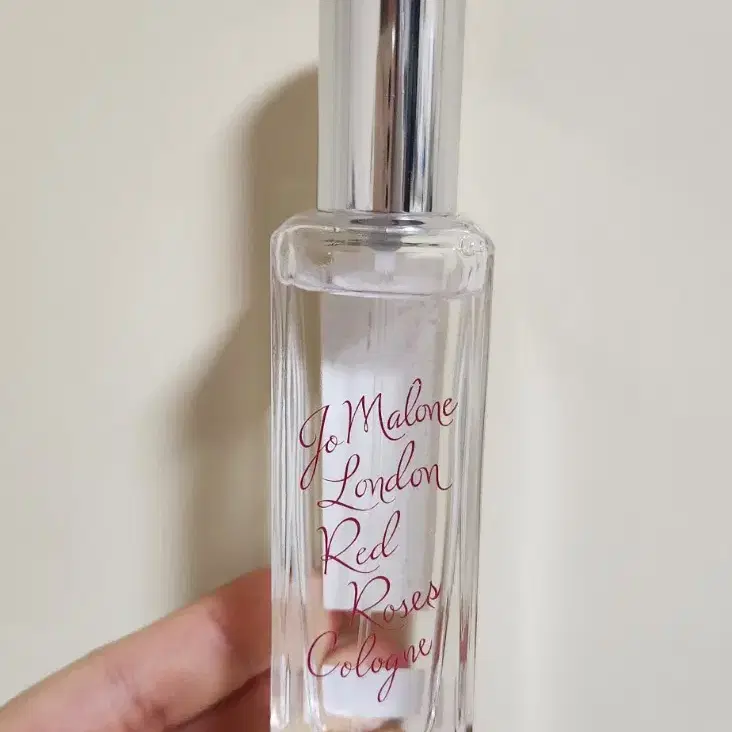 Jo Malone
London
Red
Roses
Cologne